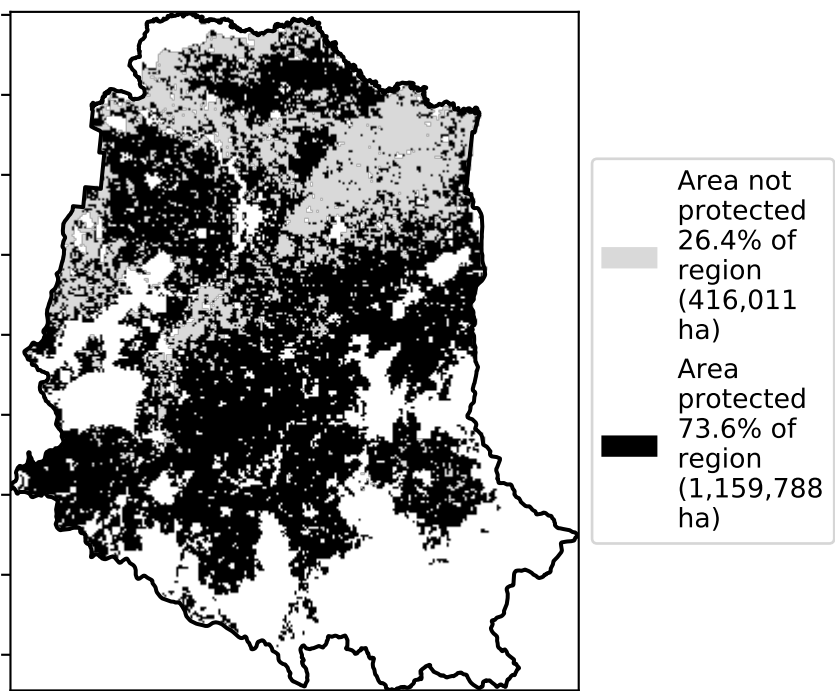 Area not
protected
26.4% of
region
(416,011
ha)
Area
protected
73.6% of
region
(1,159,788
ha)